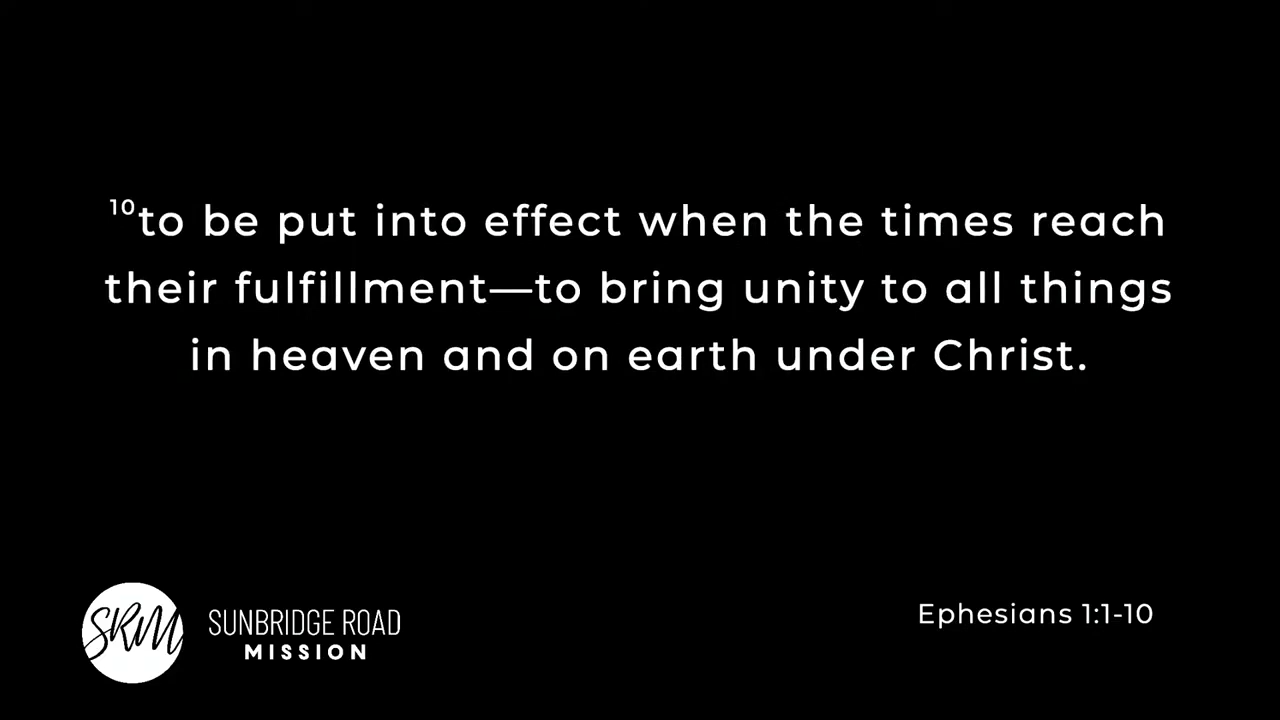 ¹⁰to be put into effect when the times reach
their fulfillment—to bring unity to all things
in heaven and on earth under Christ.
SRM
SUNBRIDGE ROAD
MISSION
Ephesians 1:1-10